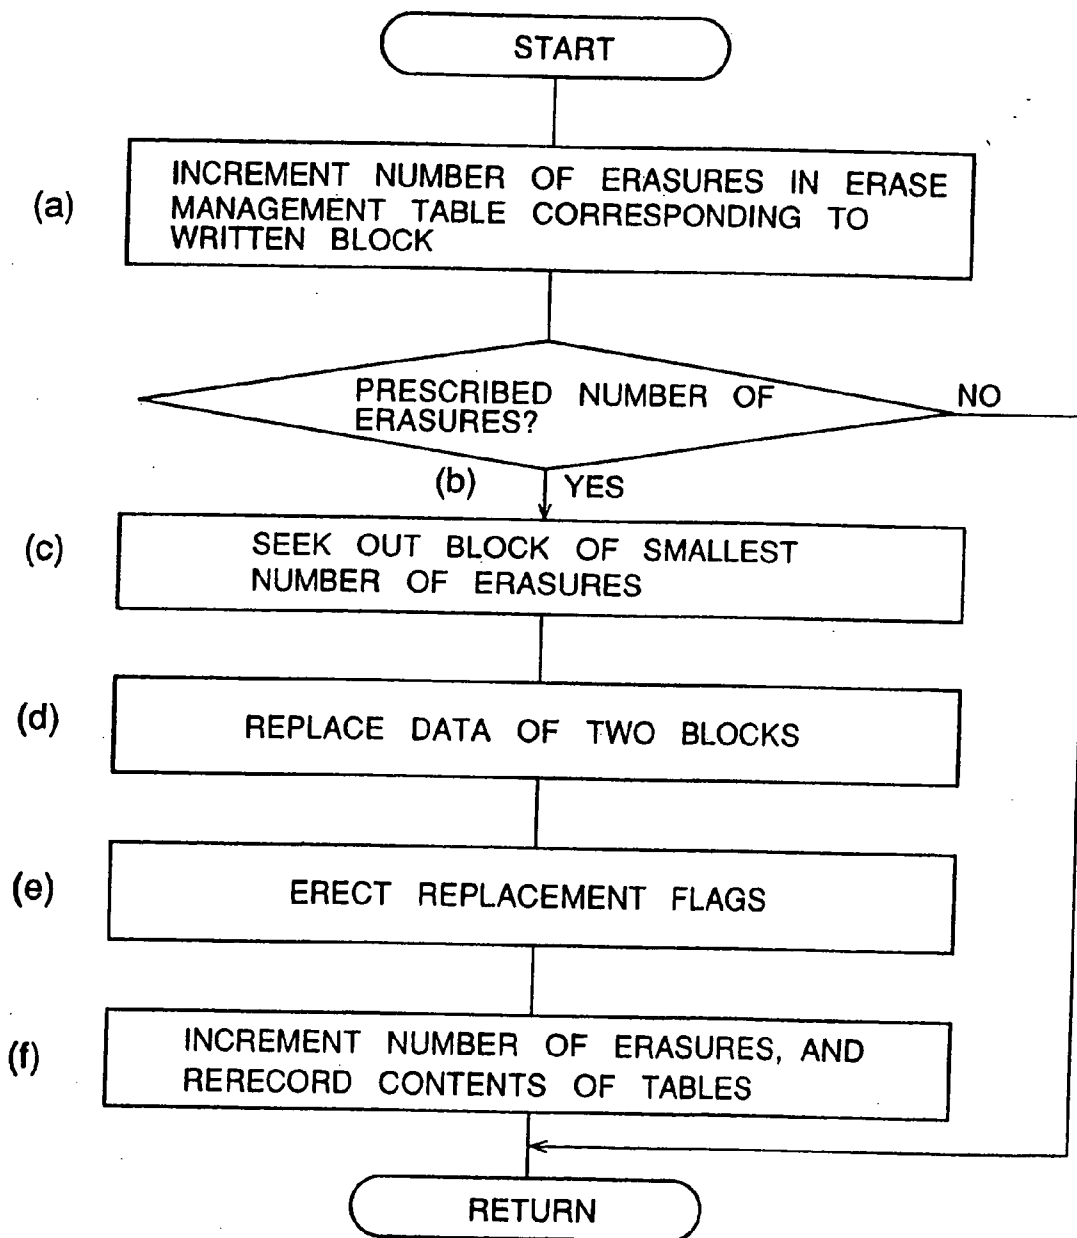 START
(a)
INCREMENT NUMBER OF ERASURES IN ERASE
MANAGEMENT TABLE CORRESPONDING TO
WRITTEN BLOCK
PRESCRIBED NUMBER OF
ERASURES?
NO
(b)
YES
(c)
SEEK OUT BLOCK OF SMALLEST
NUMBER OF ERASURES
(d)
REPLACE DATA OF TWO BLOCKS
(e)
ERECT REPLACEMENT FLAGS
(f)
INCREMENT NUMBER OF ERASURES, AND
RERECORD CONTENTS OF TABLES
RETURN